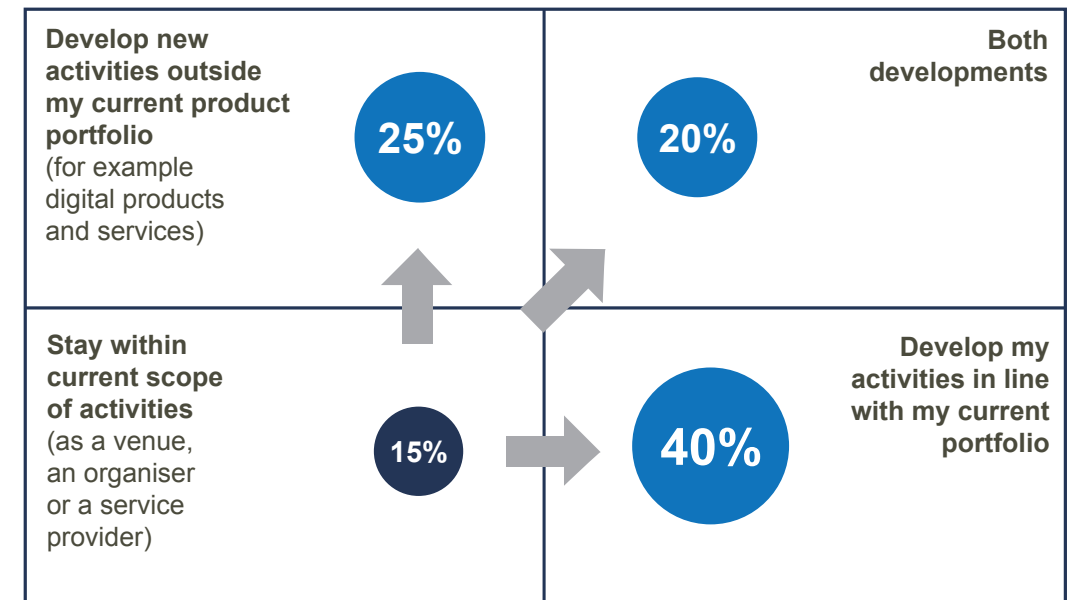 Develop new
activities outside
my current product
portfolio
(for example
digital products
and services)
25%
Both
developments
20%
Stay within
current scope
of activities
(as a venue,
an organiser
or a service
provider)
15%
Develop my
activities in line
with my current
portfolio
40%